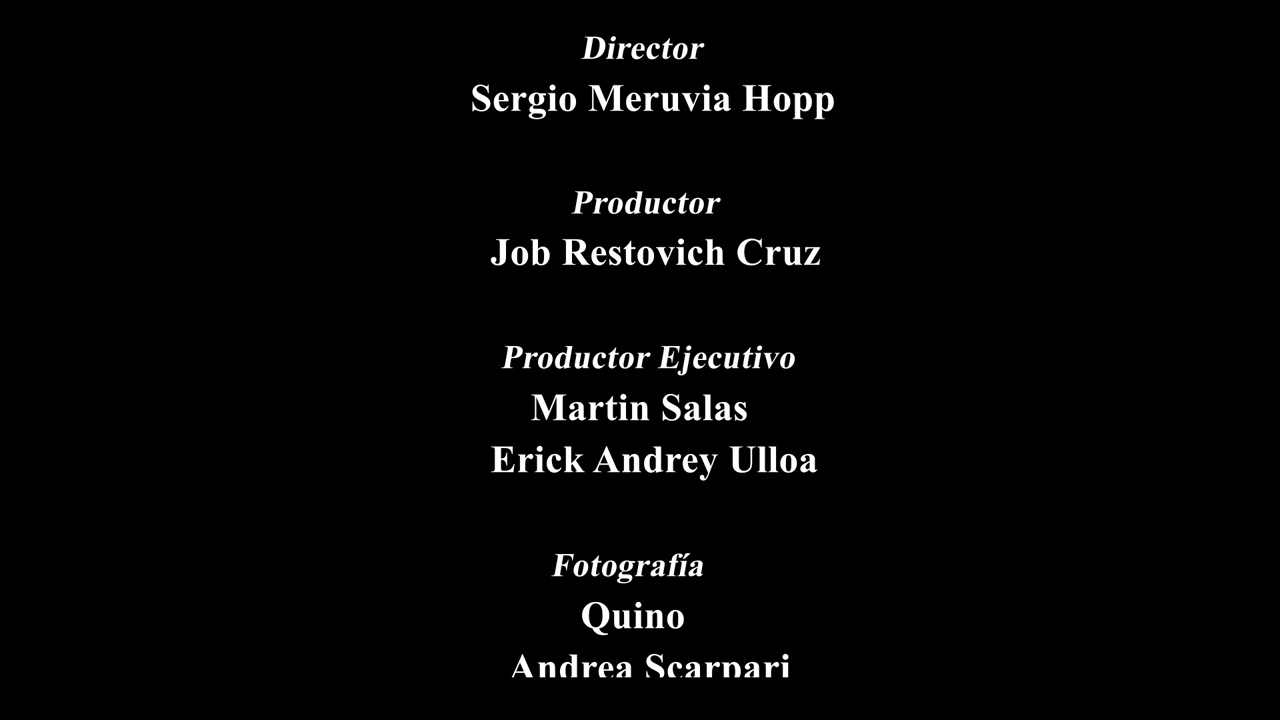 Director
Sergio Meruvia Hopp
Productor
Job Restovich Cruz
Productor Ejecutivo
Martin Salas
Erick Andrey Ulloa
Fotografía
Quino
Andrea Scarpari